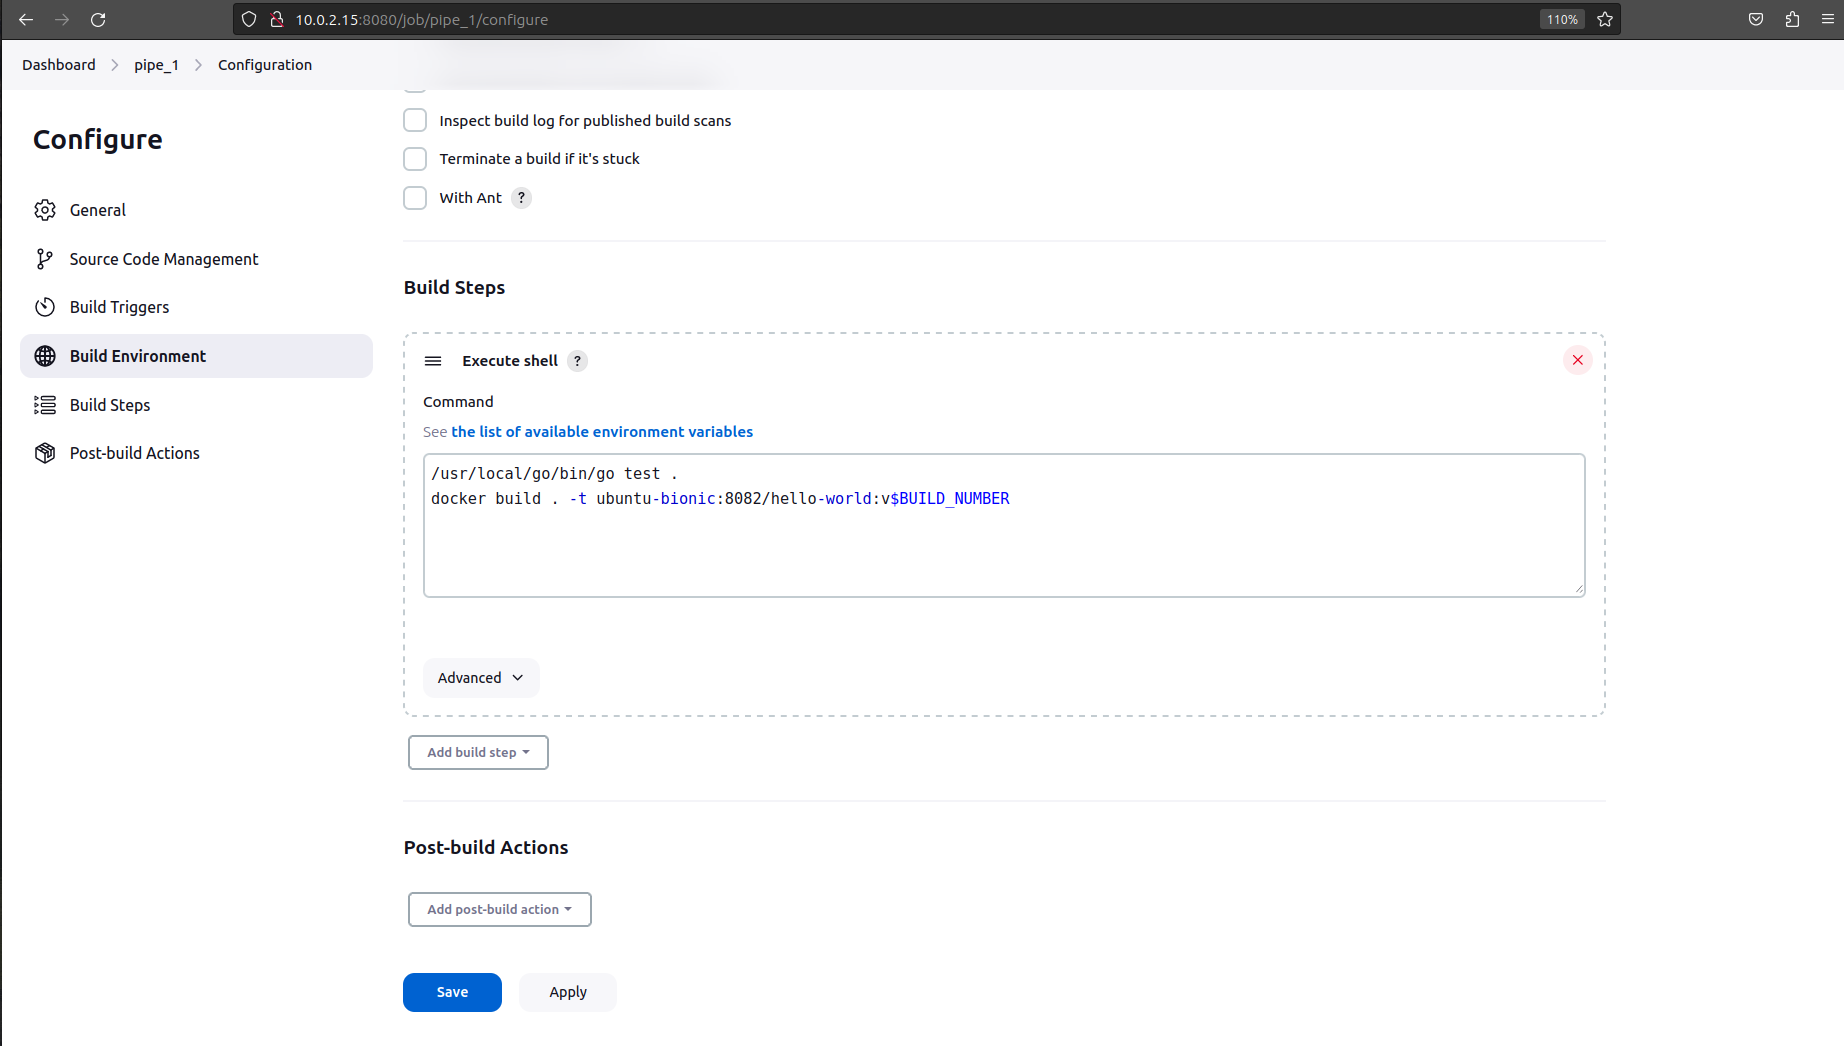 10.0.2.15:8080/job/pipe_1/configure
110%
Dashboard > pipe_1 > Configuration
Configure
General
Source Code Management
Build Triggers
Build Environment
Build Steps
Post-build Actions
Inspect build log for published build scans
Terminate a build if it's stuck
With Ant ?
Build Steps
Execute shell ?
Command
See the list of available environment variables
/usr/local/go/bin/go test .
docker build . -t ubuntu-bionic:8082/hello-world:v$BUILD_NUMBER
Advanced
Add build step
Post-build Actions
Add post-build action
Save
Apply